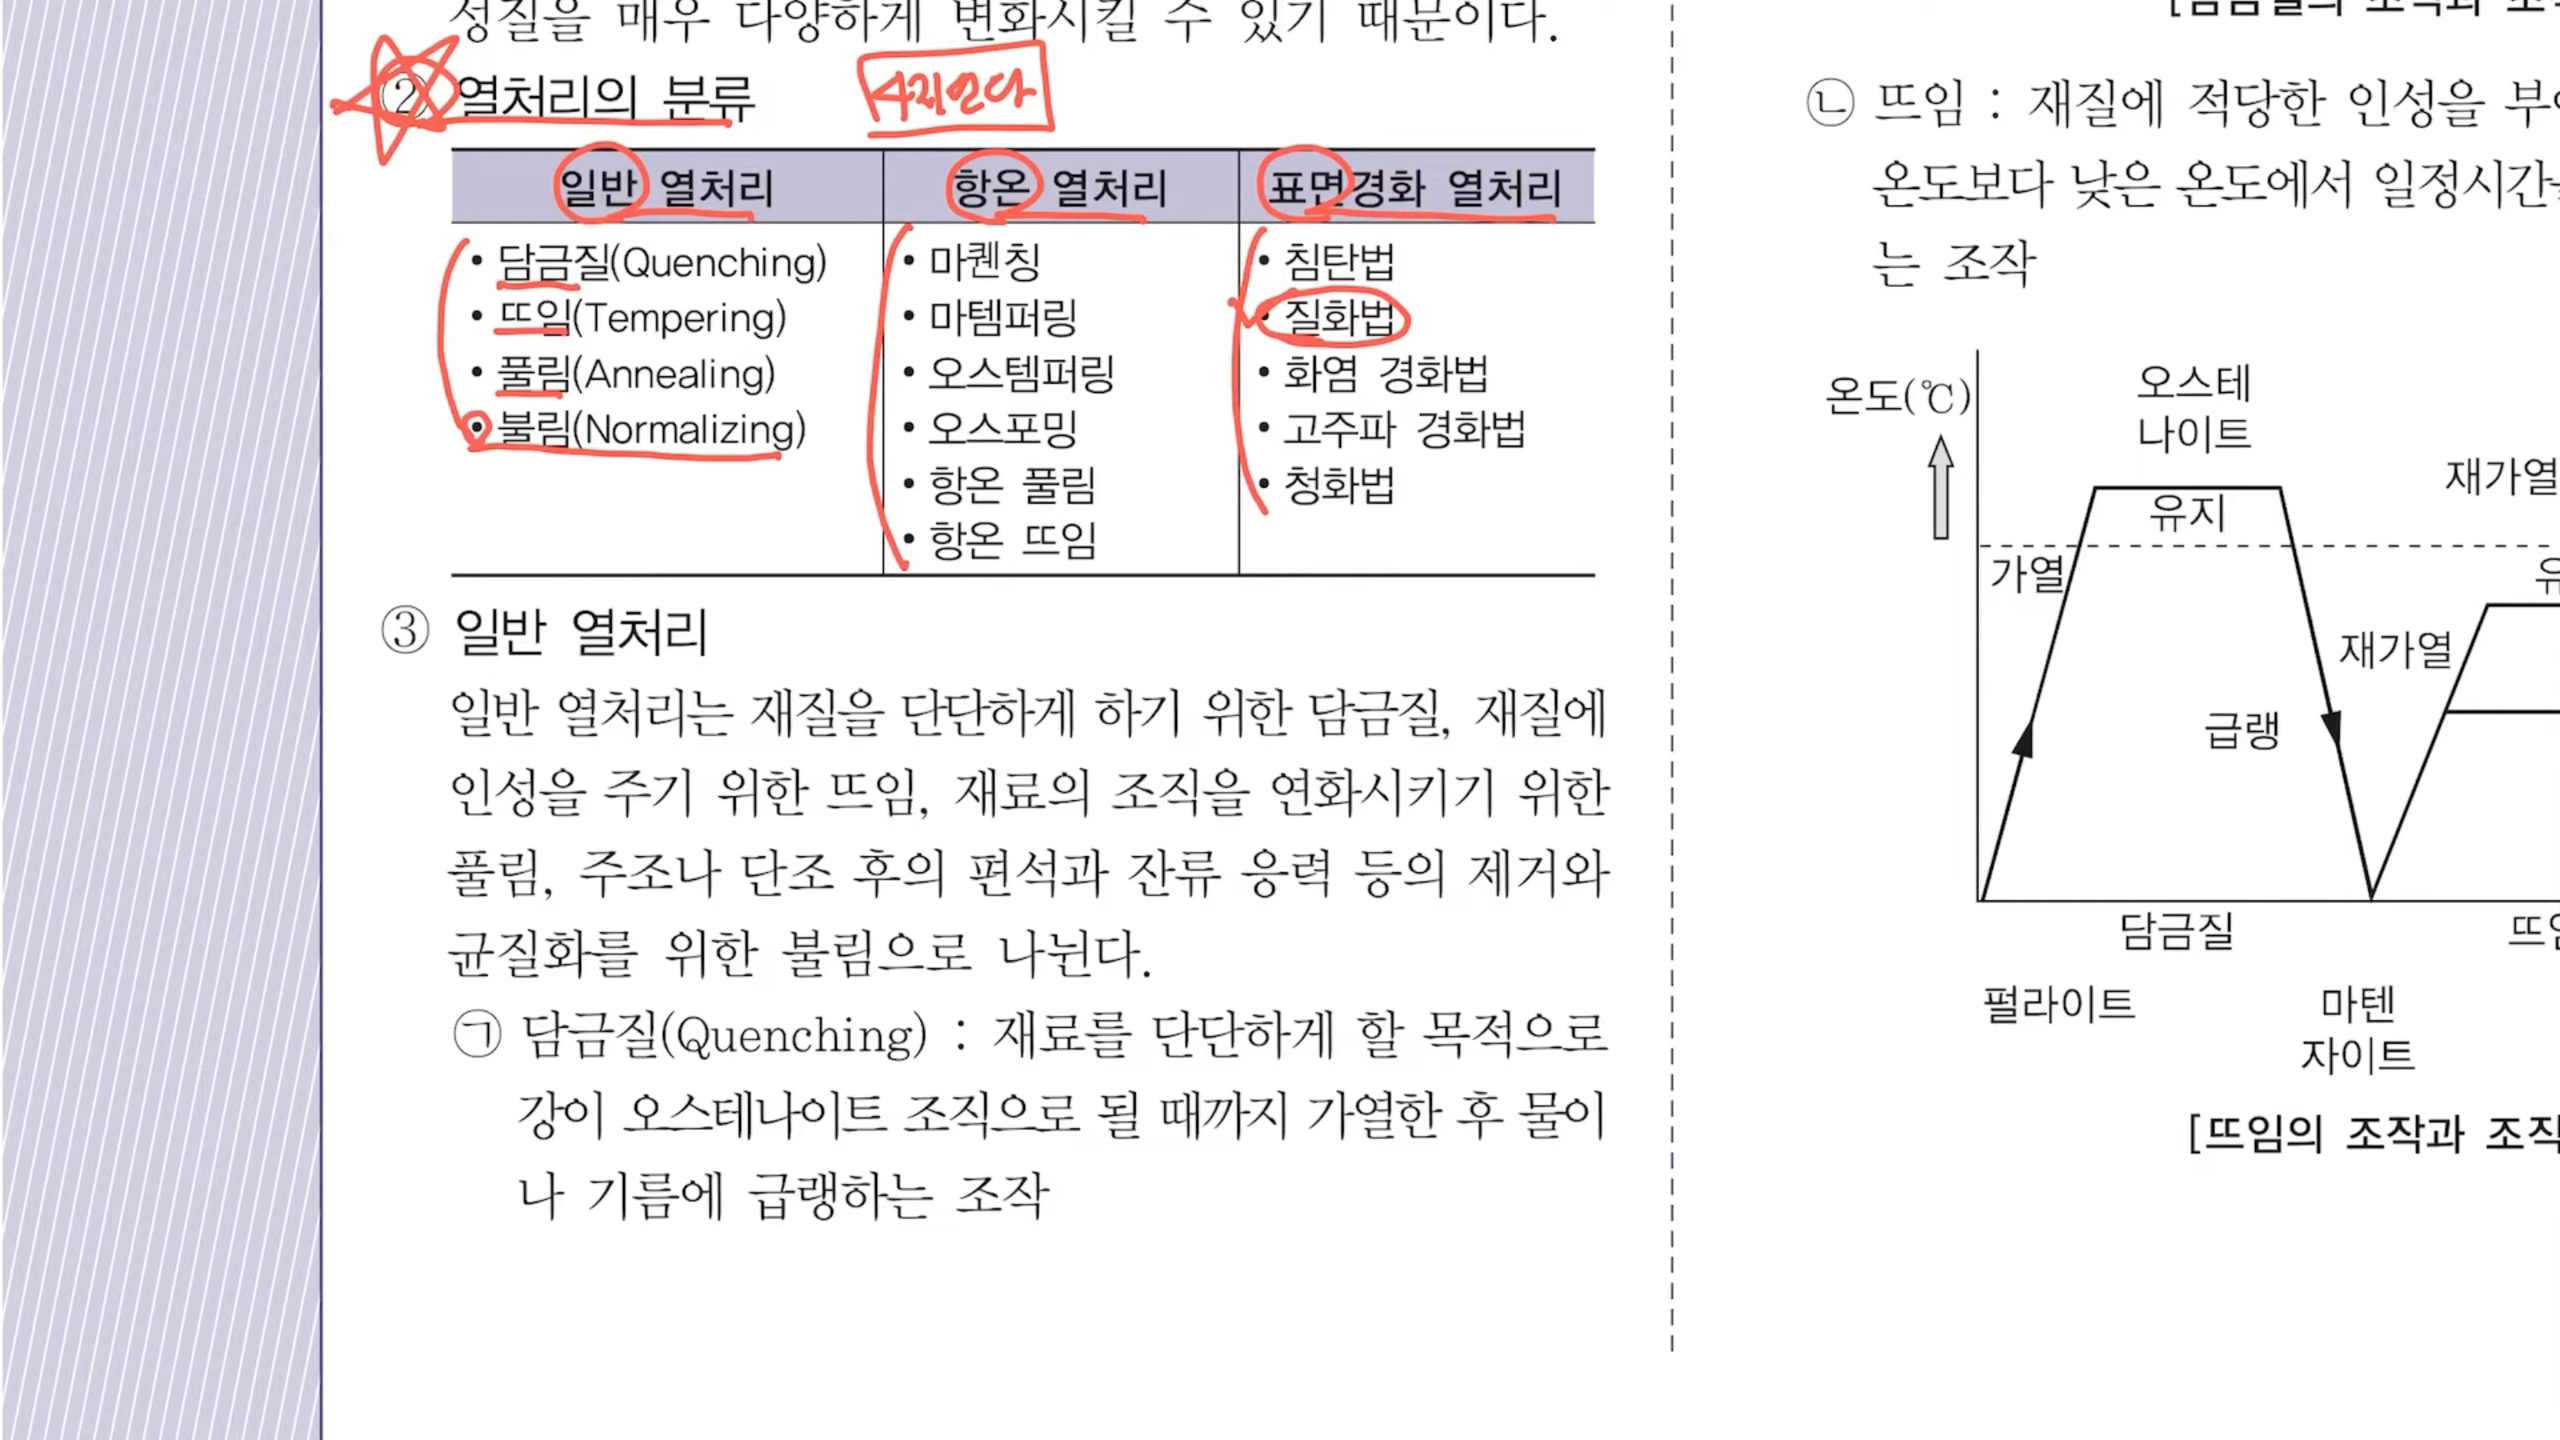 성질을 매우 다양하게 변화시킬 수 있기 때문이다.
② 열처리의 분류
일반 열처리 항온 열처리 표면경화 열처리
• 담금질(Quenching)
• 뜨임(Tempering)
• 풀림(Annealing)
• 불림(Normalizing)
• 마퀜칭
• 마템퍼링
• 오스템퍼링
• 오스포밍
• 항온 풀림
• 항온 뜨임
• 침탄법
• 질화법
• 화염 경화법
• 고주파 경화법
• 청화법
③ 일반 열처리
일반 열처리는 재질을 단단하게 하기 위한 담금질, 재질에
인성을 주기 위한 뜨임, 재료의 조직을 연화시키기 위한
풀림, 주조나 단조 후의 편석과 잔류 응력 등의 제거와
균질화를 위한 불림으로 나뉜다.
㉠ 담금질(Quenching) : 재료를 단단하게 할 목적으로
강이 오스테나이트 조직으로 될 때까지 가열한 후 물이
나 기름에 급랭하는 조작
㉡ 뜨임 : 재질에 적당한 인성을
온도보다 낮은 온도에서
는 조작
온도(℃)
오스테
나이트
유지
가열
재가열
재가열
급랭
담금질
펄라이트
마텐
자이트
[뜨임의 조작과